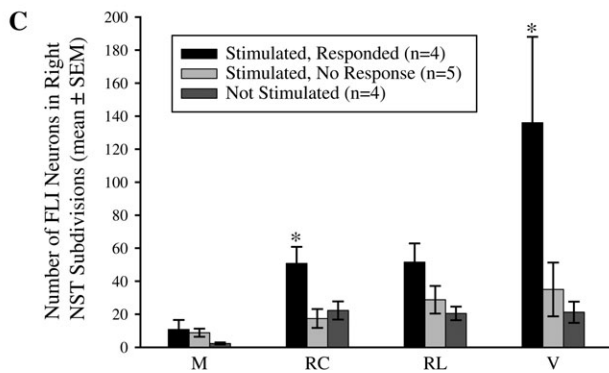 C
Number of FLI Neurons in Right
NST Subdivisions (mean ± SEM)
200
180
160
140
120
100
80
60
40
20
0
Stimulated, Responded (n=4)
Stimulated, No Response (n=5)
Not Stimulated (n=4)
*
*
M RC RL V